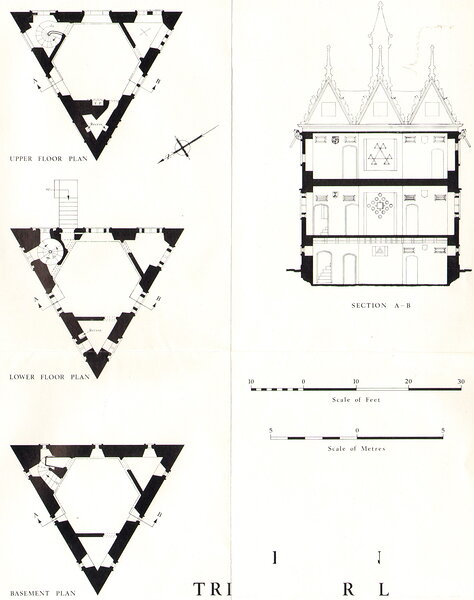 A
B
UPPER FLOOR PLAN
A
B
LOWER FLOOR PLAN
A
B
BASEMENT PLAN
SECTION A–B
10 0 10 20 30
Scale of Feet
5 0 5
Scale of Metres
TRI R L